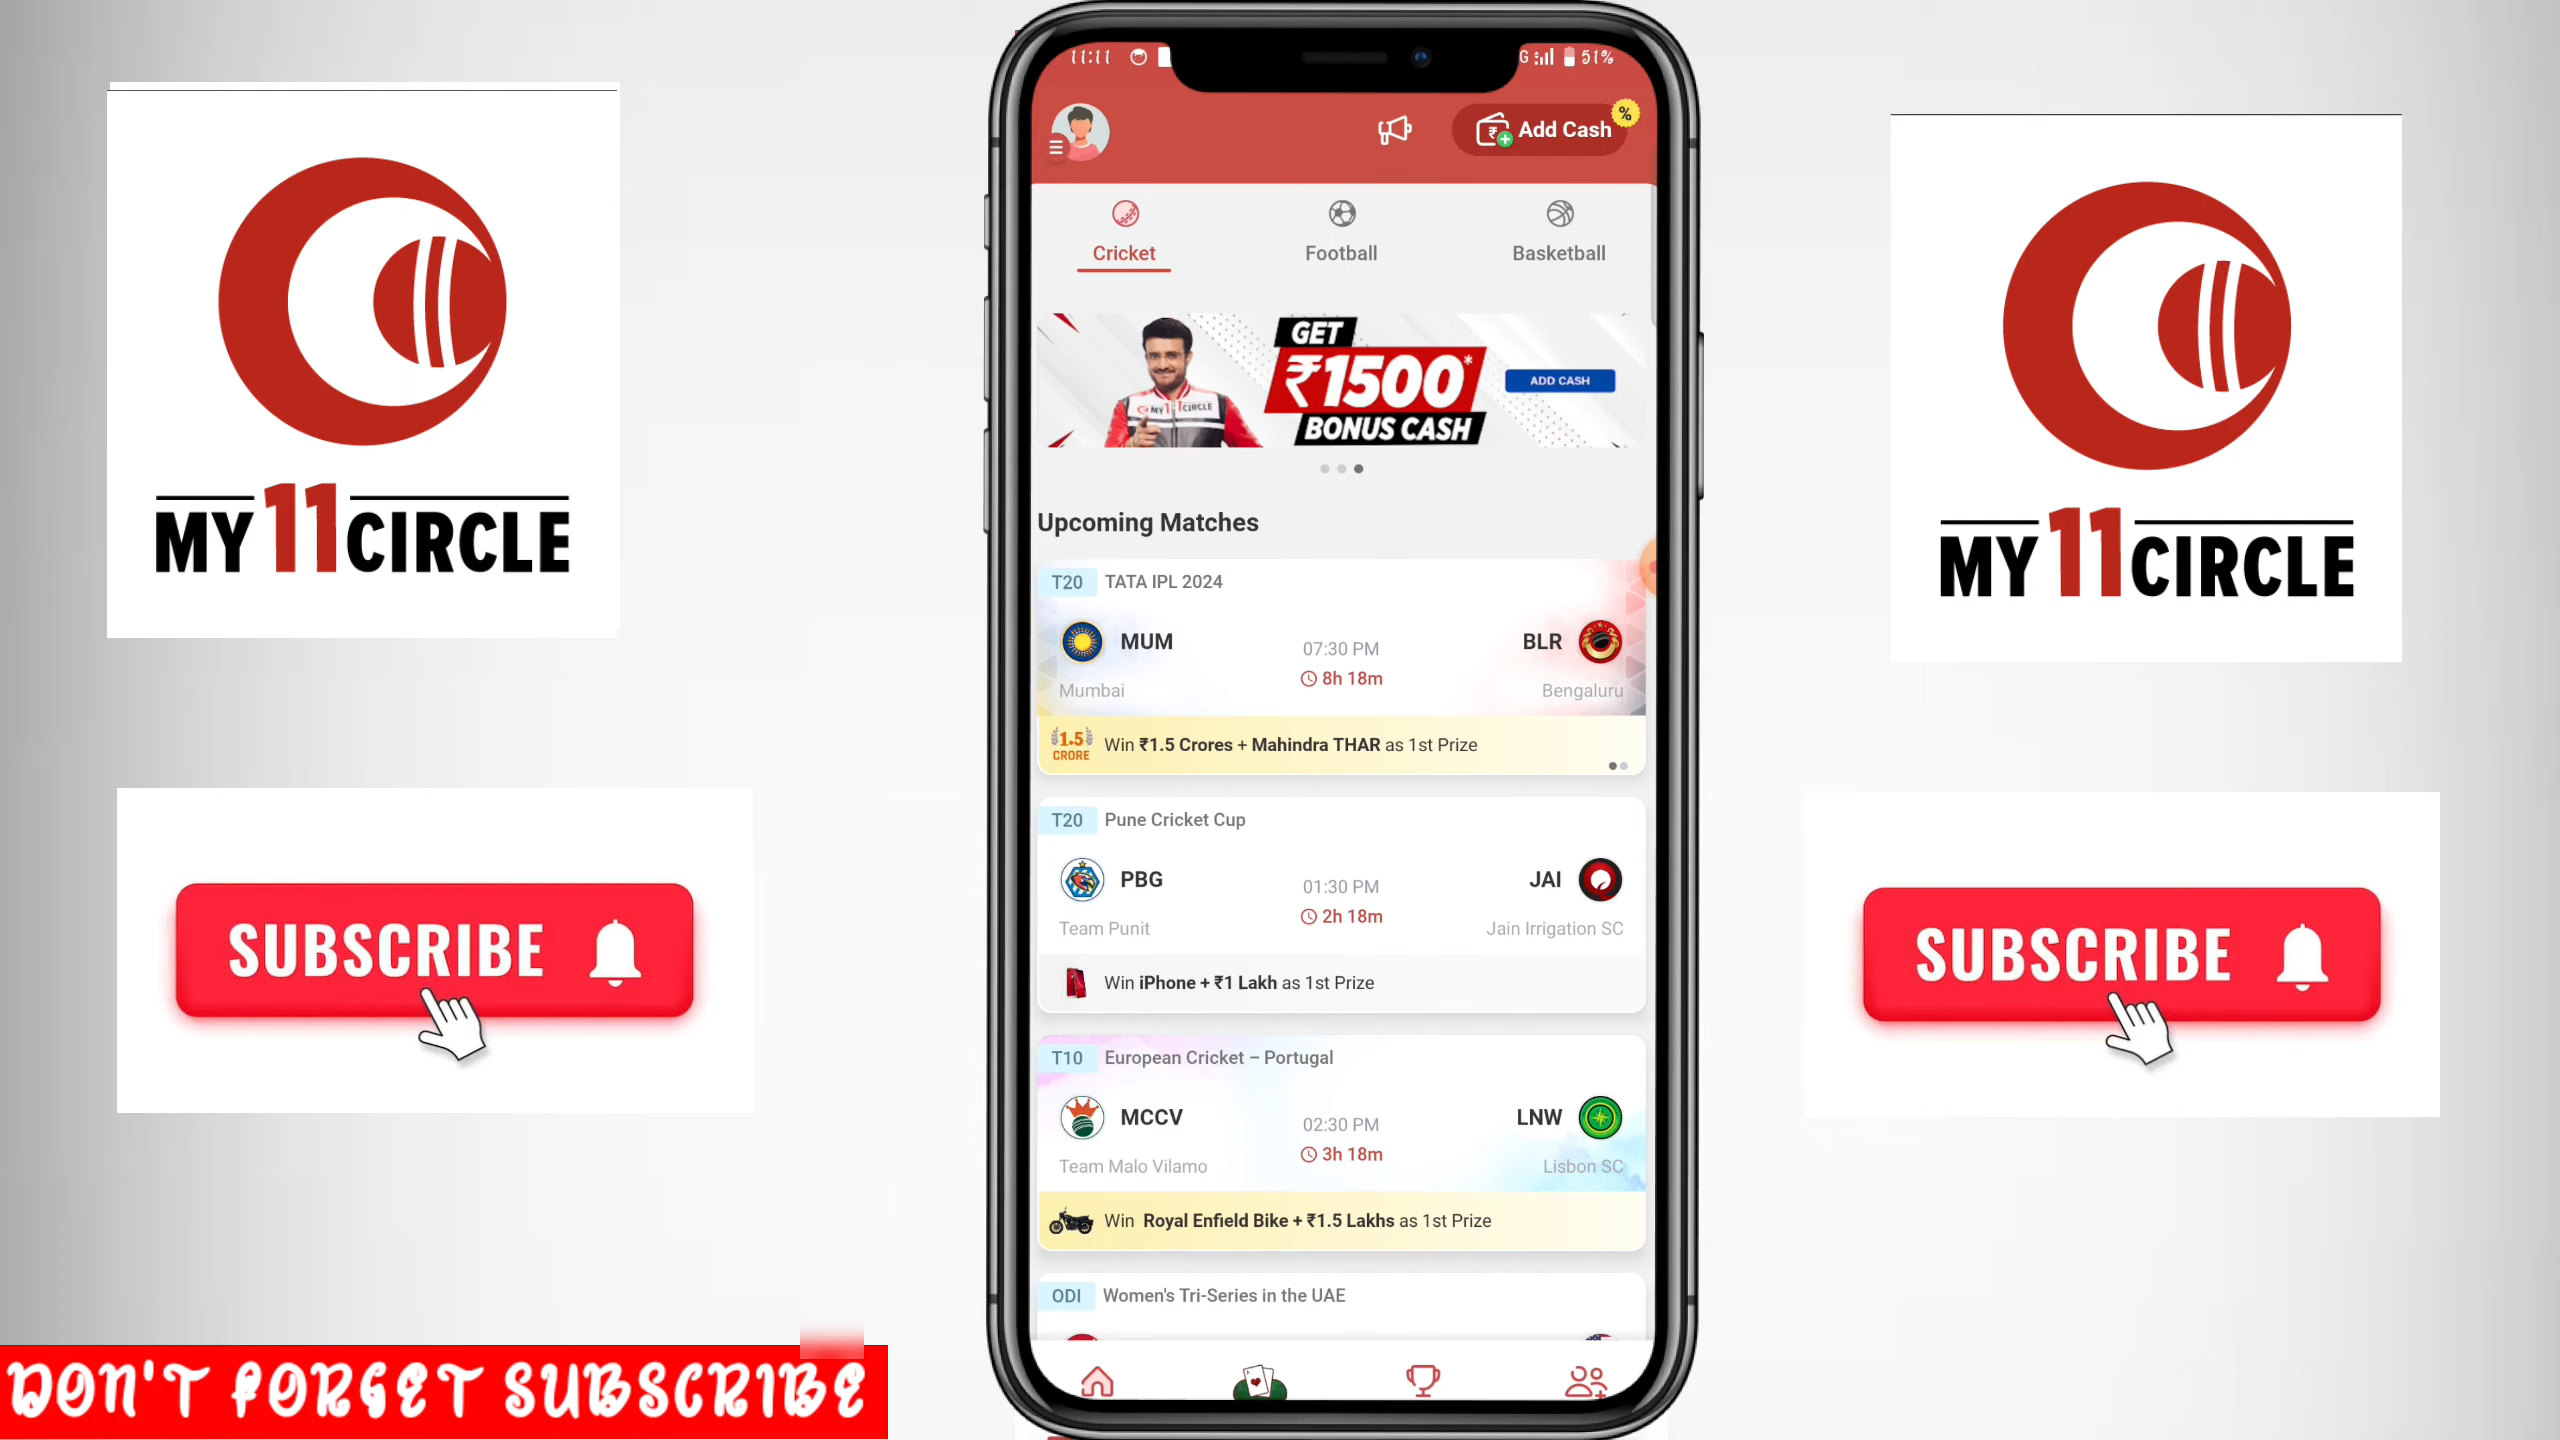 MY11CIRCLE
SUBSCRIBE
DON'T FORGET SUBSCRIBE
11:11
G 51%
Add Cash
%
Cricket
Football
Basketball
MY11CIRCLE
GET
₹1500*
BONUS CASH
ADD CASH
Upcoming Matches
T20 TATA IPL 2024
MUM 07:30 PM BLR
8h 18m
Mumbai Bengaluru
1.5
CRORE
Win ₹1.5 Crores + Mahindra THAR as 1st Prize
T20 Pune Cricket Cup
PBG 01:30 PM JAI
2h 18m
Team Punit Jain Irrigation SC
Win iPhone + ₹1 Lakh as 1st Prize
T10 European Cricket – Portugal
MCCV 02:30 PM LNW
3h 18m
Team Malo Vilamo Lisbon SC
Win Royal Enfield Bike + ₹1.5 Lakhs as 1st Prize
ODI Women's Tri-Series in the UAE
MY11CIRCLE
SUBSCRIBE